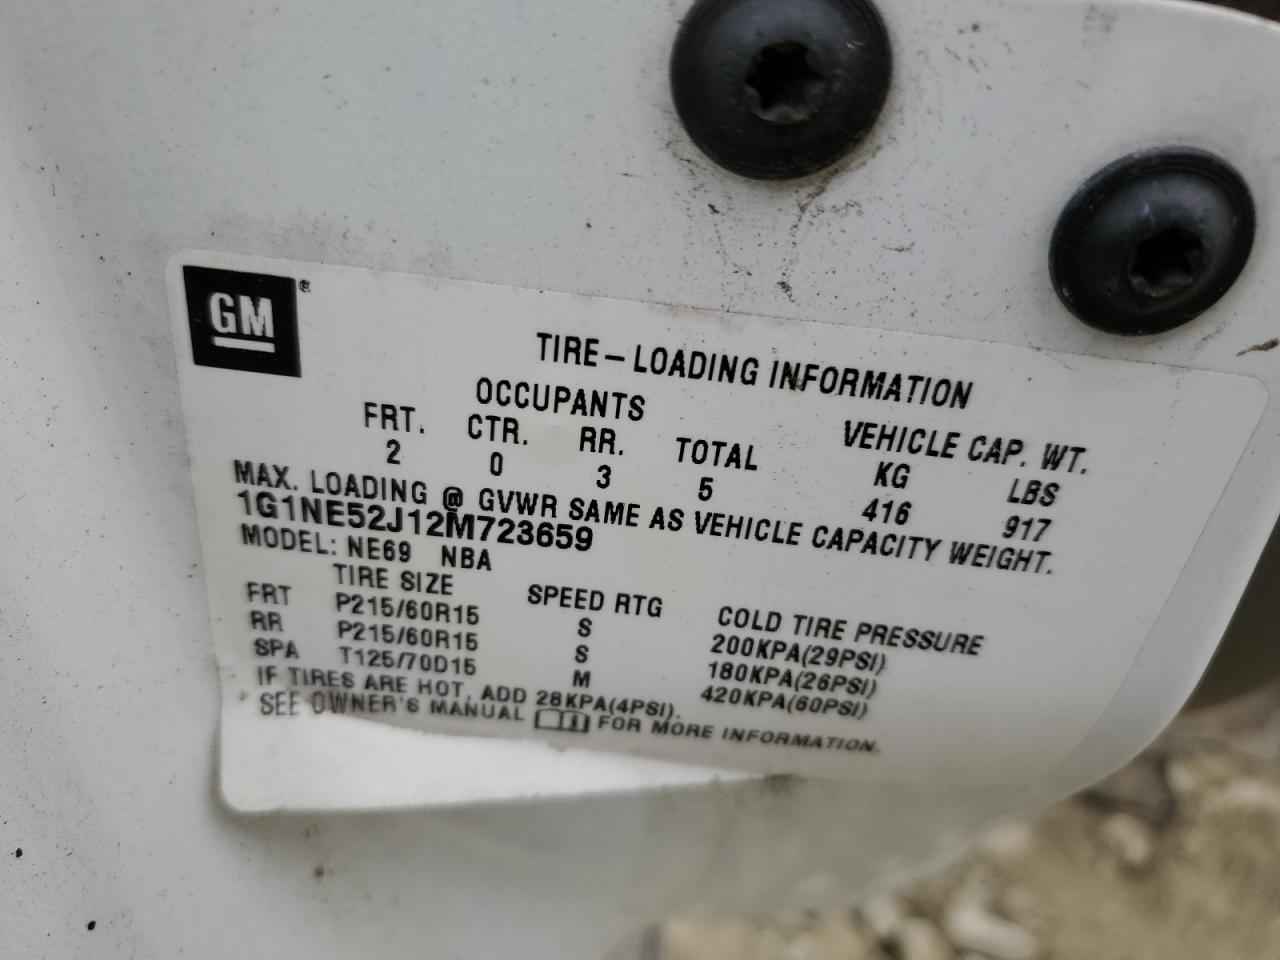 GM®
TIRE-LOADING INFORMATION
OCCUPANTS VEHICLE CAP. WT.
FRT. CTR. RR. TOTAL KG LBS
2 0 3 5 416 917
MAX. LOADING @ GVWR SAME AS VEHICLE CAPACITY WEIGHT.
1G1NE52J12M723659
MODEL: NE69 NBA
TIRE SIZE SPEED RTG COLD TIRE PRESSURE
FRT P215/60R15 S 200KPA(29PSI)
RR P215/60R15 S 180KPA(26PSI)
SPA T125/70D15 M 420KPA(60PSI)
IF TIRES ARE HOT, ADD 28KPA(4PSI).
SEE OWNER'S MANUAL FOR MORE INFORMATION.